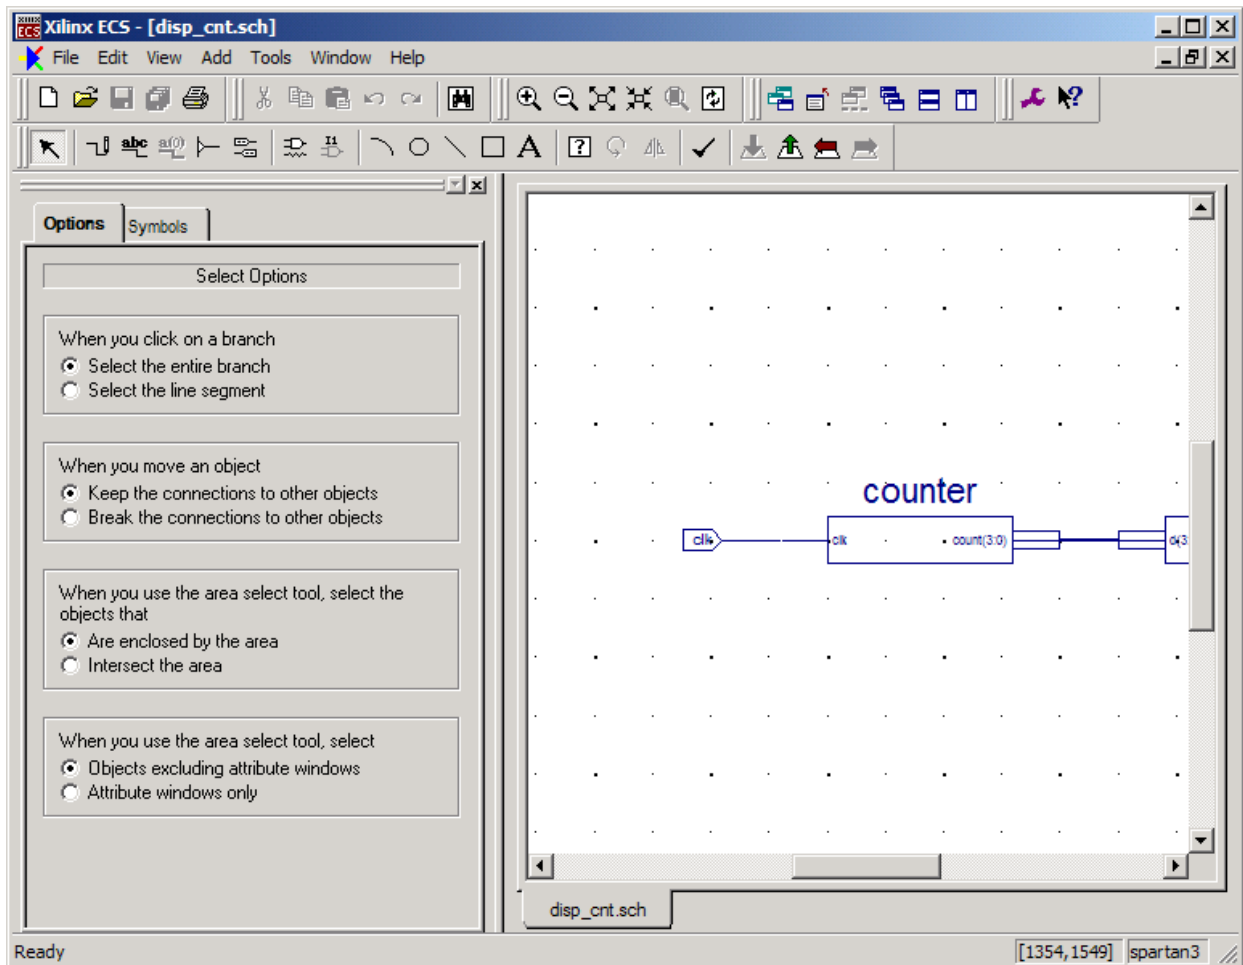 Xilinx ECS - [disp_cnt.sch]
File Edit View Add Tools Window Help
abc a(0) I1 A ? ?
Options Symbols
Select Options
When you click on a branch
Select the entire branch
Select the line segment
When you move an object
Keep the connections to other objects
Break the connections to other objects
When you use the area select tool, select the
objects that
Are enclosed by the area
Intersect the area
When you use the area select tool, select
Objects excluding attribute windows
Attribute windows only
counter
clk clk count(3:0)
disp_cnt.sch
Ready [1354,1549] spartan3